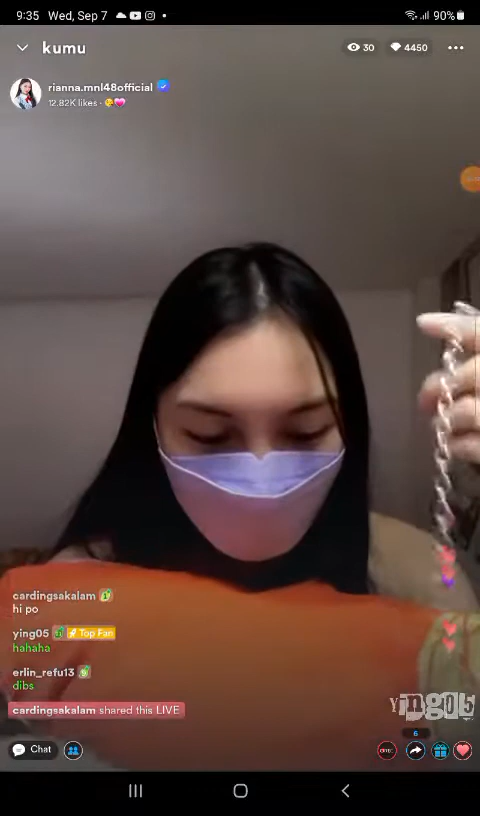 9:35 Wed, Sep 7
90%
kumu
30
4450
rianna.mnl48official
12.82K likes
cardingsakalam
hi po
ying05 Top Fan
hahaha
erlin_refu13
dibs
cardingsakalam shared this LIVE
Ying05
6
Chat